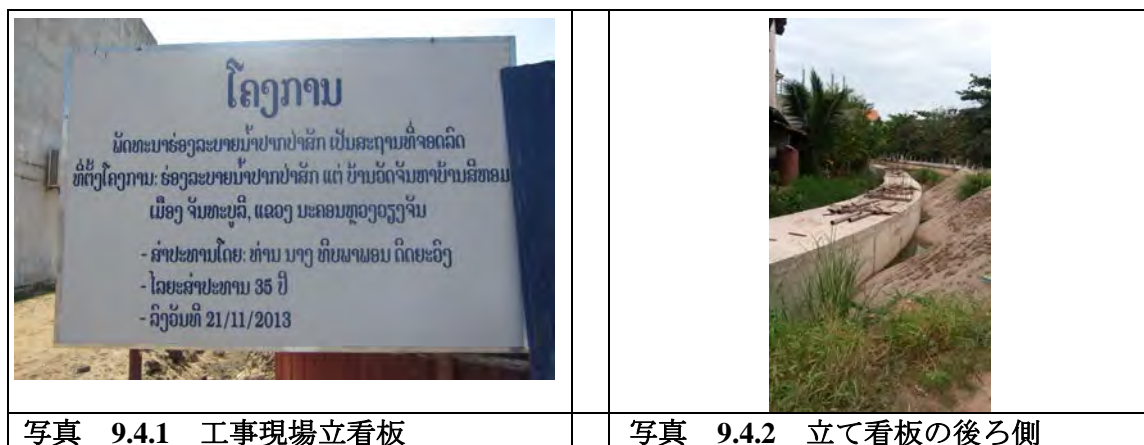 ໂຄງການ
ພັດທະນາຮ່ອງລະບາຍນ້ຳປາກປ່າສັກ ເປັນສະຖານທີ່ຈອດລົດ
ທີ່ຕັ້ງໂຄງການ: ຮ່ອງລະບາຍນ້ຳປາກປ່າສັກ ແຕ່ ບ້ານວັດຈັນຫາບ້ານສີຫອມ
ເມືອງ ຈັນທະບູລີ, ແຂວງ ນະຄອນຫຼວງວຽງຈັນ
- ສຳປະທານໂດຍ: ທ່ານ ນາງ ທິບພາພອນ ດິດຍະວົງ
- ໄລຍະສຳປະທານ 35 ປີ
- ລົງວັນທີ 21/11/2013
写真 9.4.1 工事現場立看板
写真 9.4.2 立て看板の後ろ側